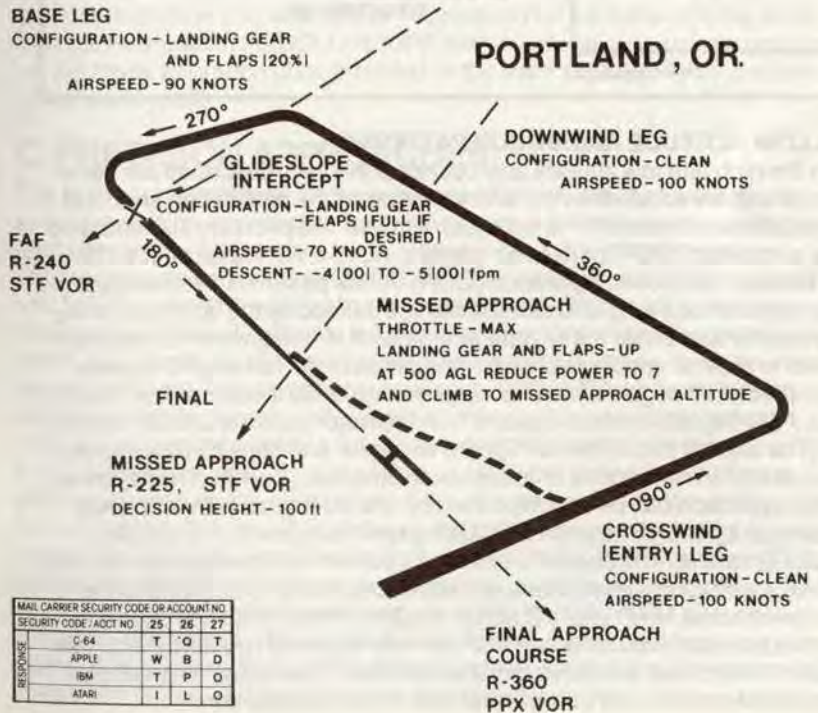 BASE LEG
CONFIGURATION - LANDING GEAR
AND FLAPS [20%]
AIRSPEED - 90 KNOTS
PORTLAND, OR.
270°
GLIDESLOPE
INTERCEPT
CONFIGURATION - LANDING GEAR
- FLAPS [FULL IF
DESIRED]
AIRSPEED - 70 KNOTS
DESCENT - -4[00] TO -5[00] fpm
DOWNWIND LEG
CONFIGURATION - CLEAN
AIRSPEED - 100 KNOTS
FAF
R-240
STF VOR
180°
360°
MISSED APPROACH
THROTTLE - MAX
LANDING GEAR AND FLAPS - UP
AT 500 AGL REDUCE POWER TO 7
AND CLIMB TO MISSED APPROACH ALTITUDE
FINAL
MISSED APPROACH
R-225, STF VOR
DECISION HEIGHT - 100 ft
090°
CROSSWIND
[ENTRY] LEG
CONFIGURATION - CLEAN
AIRSPEED - 100 KNOTS
FINAL APPROACH
COURSE
R-360
PPX VOR
MAIL CARRIER SECURITY CODE OR ACCOUNT NO.
SECURITY CODE / ACCT NO 25 26 27
RESPONSE
C-64 T Q T
APPLE W B D
IBM T P O
ATARI I L O